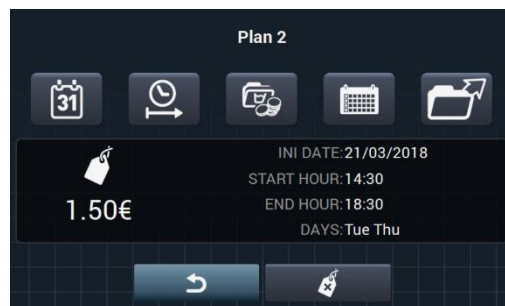 Plan 2
31
INI DATE:21/03/2018
START HOUR:14:30
1.50€
END HOUR:18:30
DAYS:Tue Thu